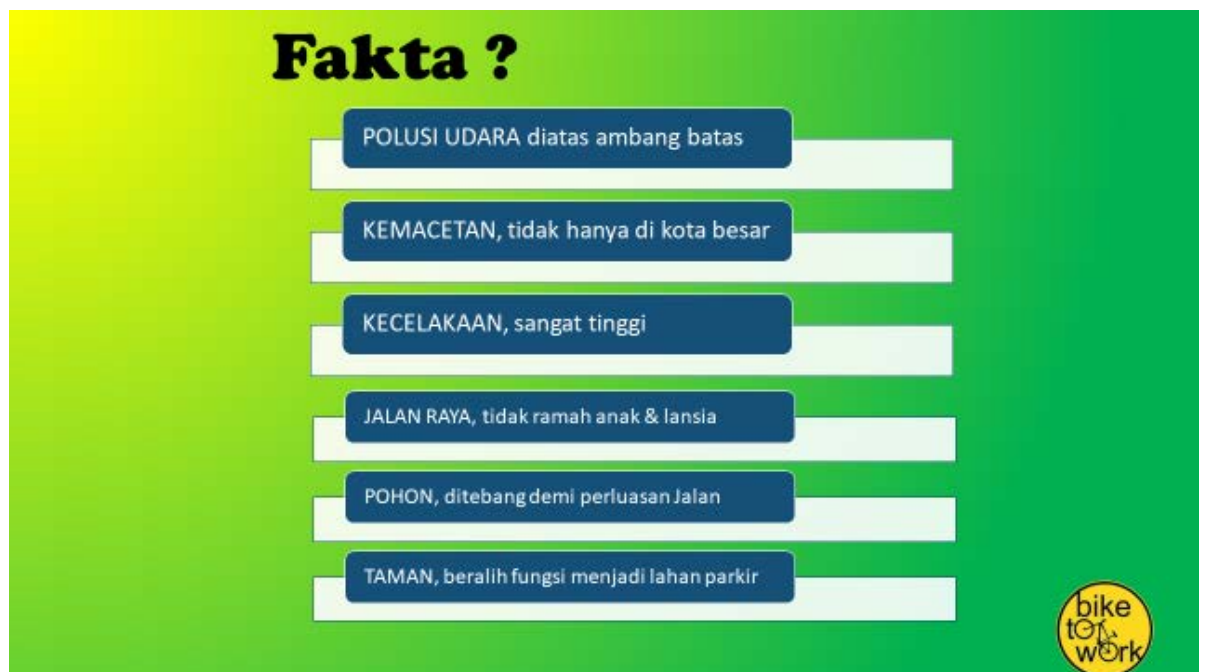 Fakta ?
POLUSI UDARA diatas ambang batas
KEMACETAN, tidak hanya di kota besar
KECELAKAAN, sangat tinggi
JALAN RAYA, tidak ramah anak & lansia
POHON, ditebang demi perluasan Jalan
TAMAN, beralih fungsi menjadi lahan parkir
bike
to
work